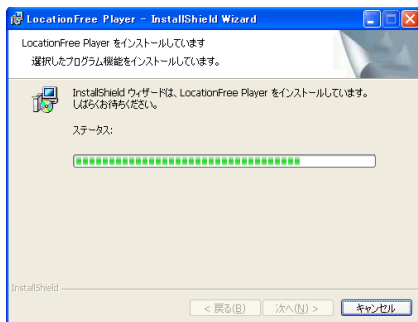 LocationFree Player - InstallShield Wizard
LocationFree Player をインストールしています
選択したプログラム機能をインストールしています。
InstallShield ウィザードは、LocationFree Player をインストールしています。
しばらくお待ちください。
ステータス:
InstallShield
< 戻る(B)
次へ(N) >
キャンセル